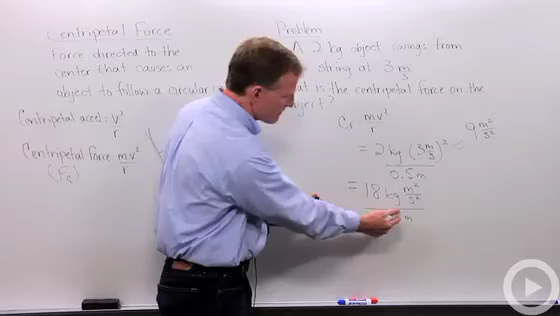 Centripetal Force
Force directed to the
center that causes an
object to follow a circular
Centripetal accel: v²/r
Centripetal force: mv²/r
(Fc)
Problem
A 2 kg object swings from
string at 3 m/s
at is the centripetal force on the
object?
mv²/r
= 2 kg (3 m/s)²
0.5m
9 m²/s²
= 18 kg m²/s²
m